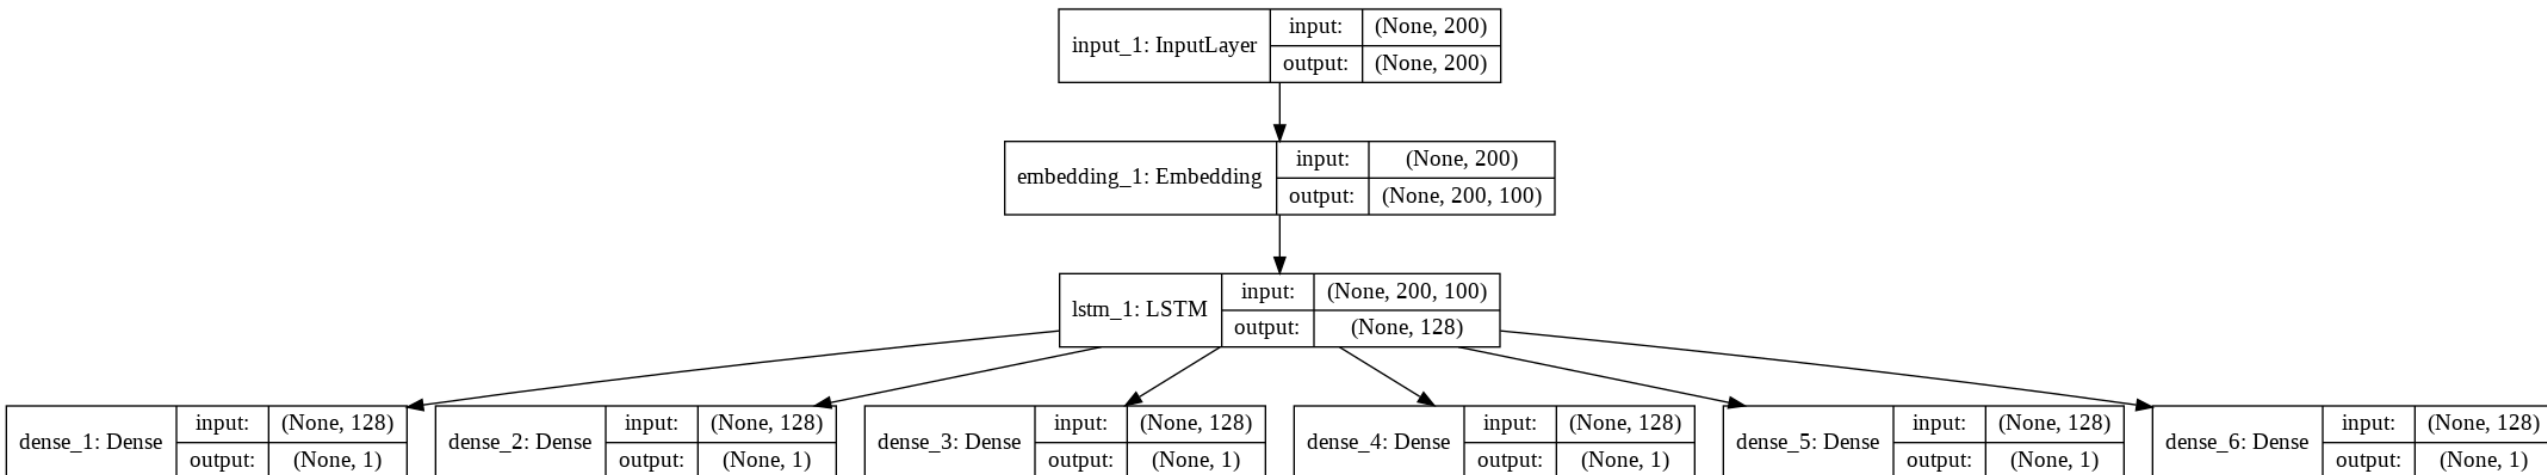 input_1: InputLayer
input: (None, 200)
output: (None, 200)
embedding_1: Embedding
input: (None, 200)
output: (None, 200, 100)
lstm_1: LSTM
input: (None, 200, 100)
output: (None, 128)
dense_1: Dense
input: (None, 128)
output: (None, 1)
dense_2: Dense
input: (None, 128)
output: (None, 1)
dense_3: Dense
input: (None, 128)
output: (None, 1)
dense_4: Dense
input: (None, 128)
output: (None, 1)
dense_5: Dense
input: (None, 128)
output: (None, 1)
dense_6: Dense
input: (None, 128)
output: (None, 1)